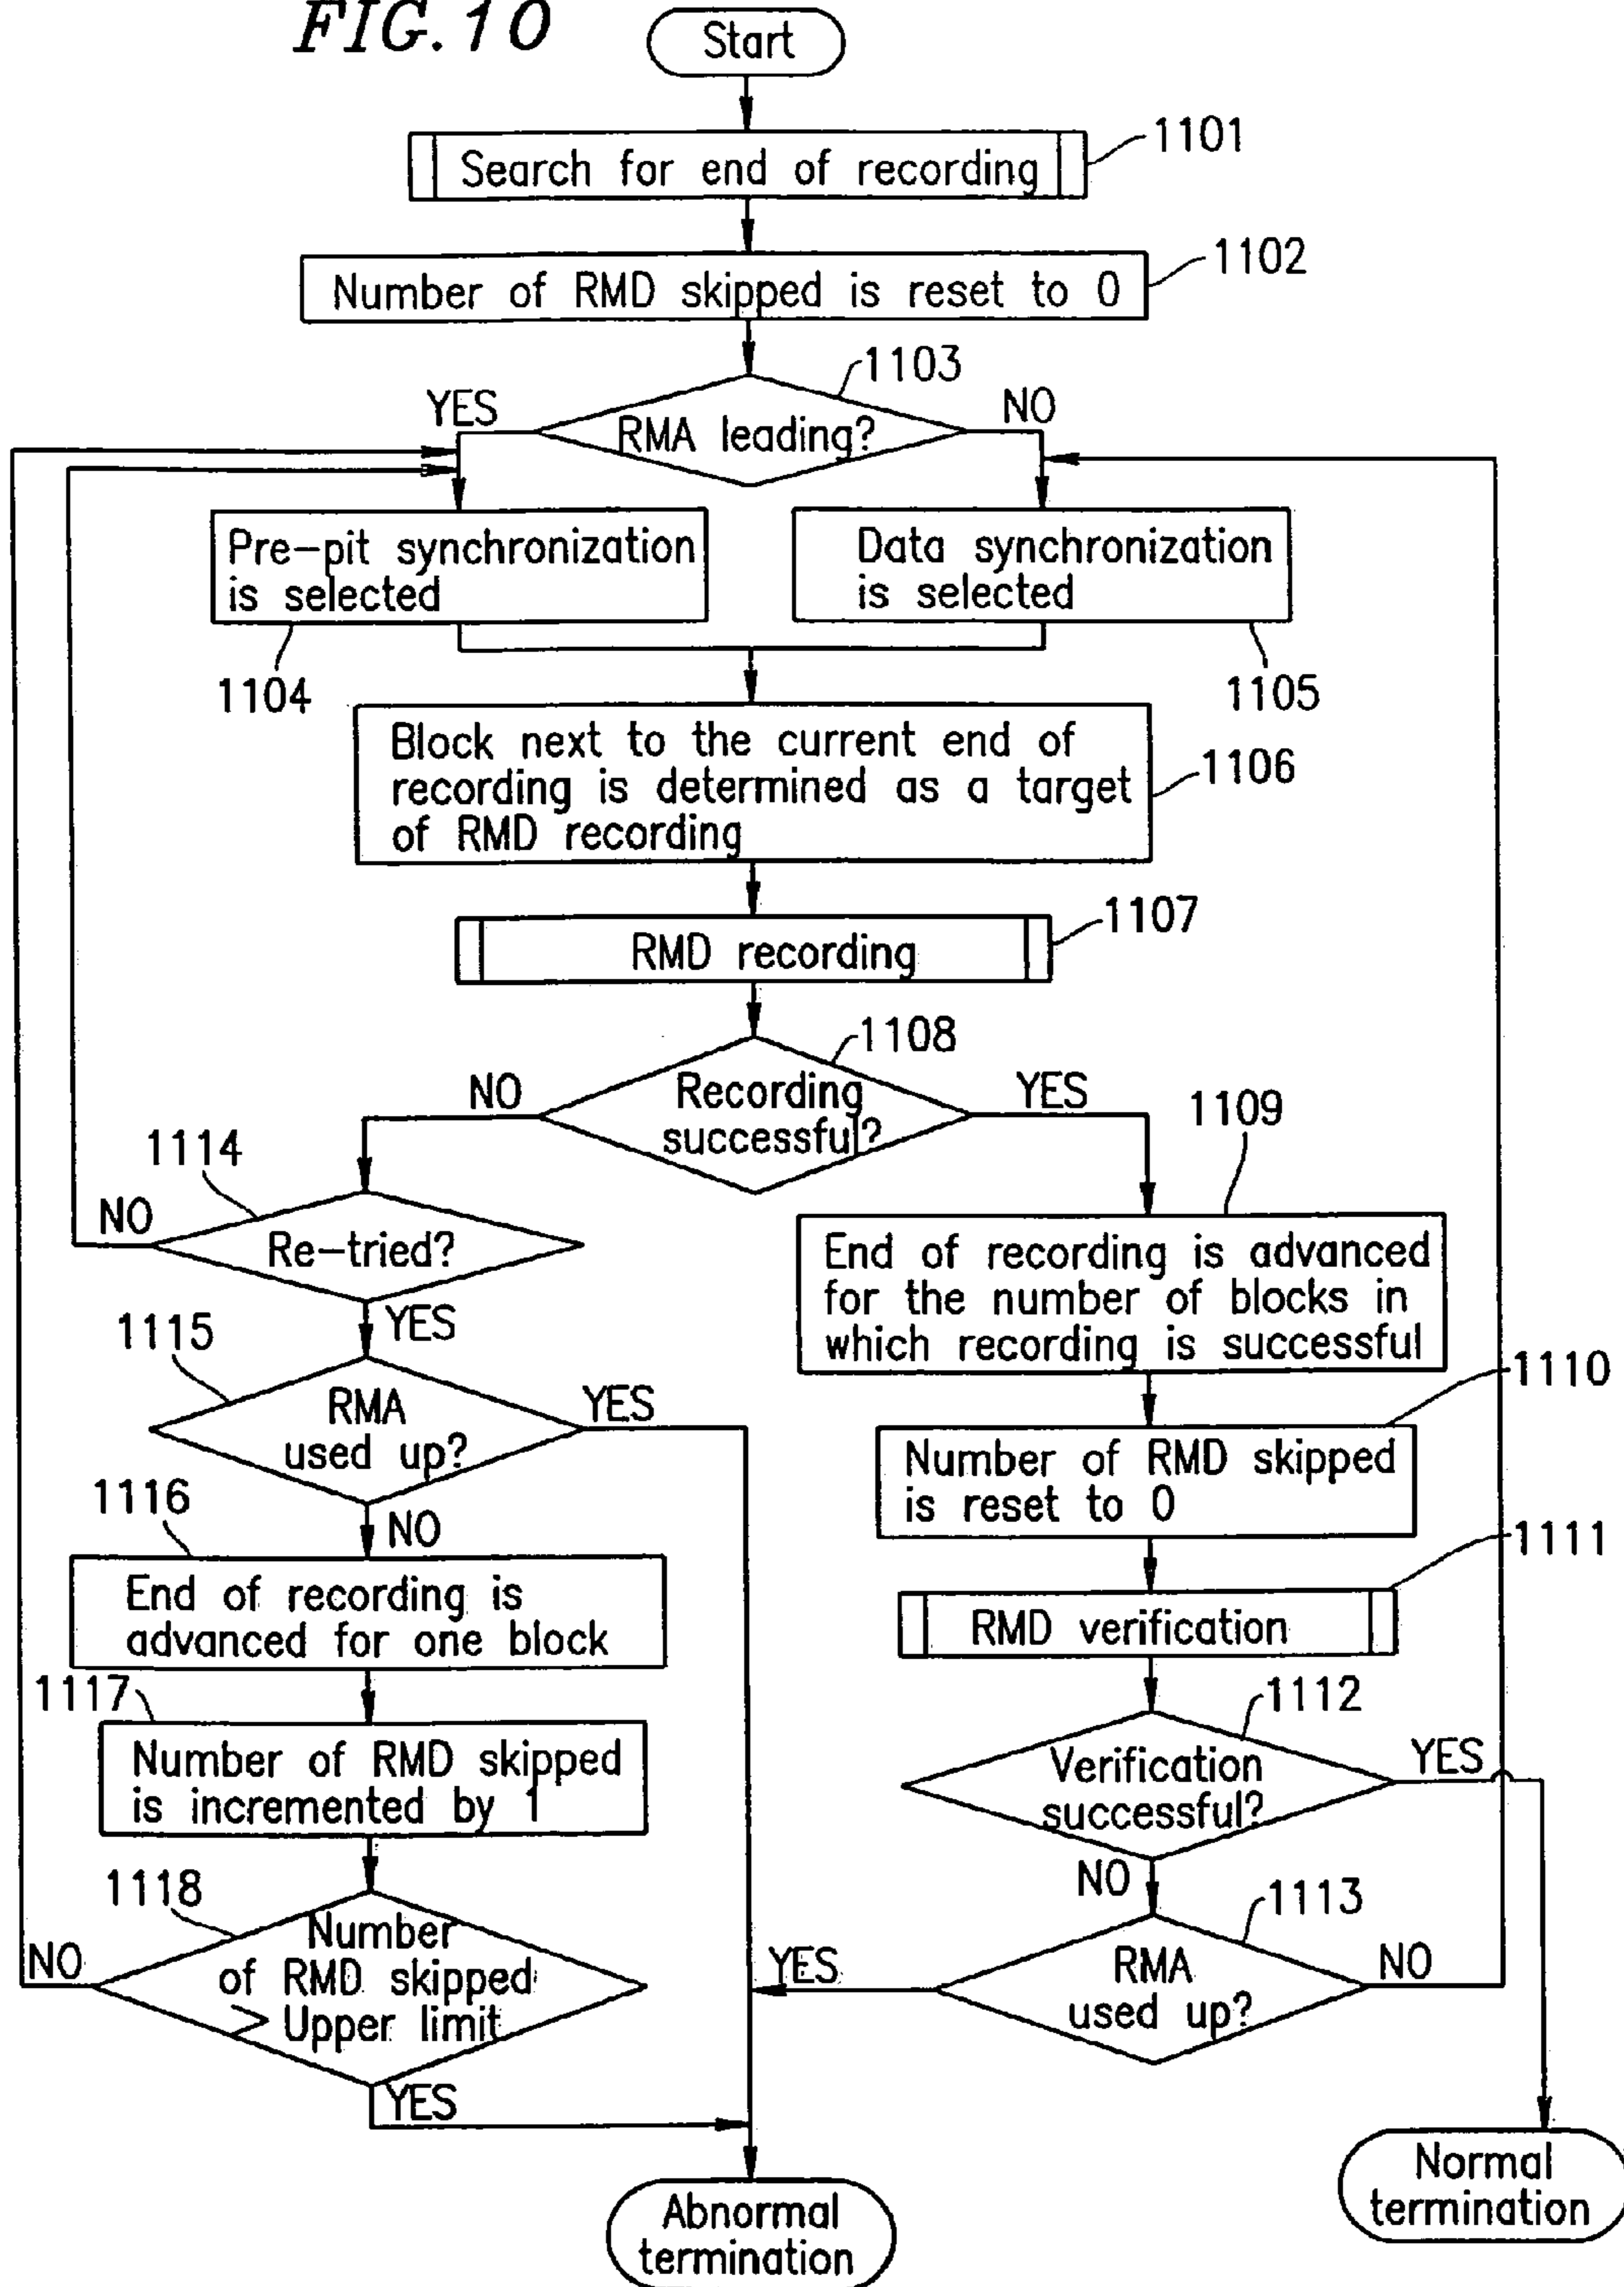 FIG. 10
Start
1101
Search for end of recording
1102
Number of RMD skipped is reset to 0
1103
YES
RMA leading?
NO
Pre-pit synchronization
is selected
Data synchronization
is selected
1104
1105
Block next to the current end of
recording is determined as a target
of RMD recording
1106
1107
RMD recording
1108
NO
Recording
successful?
YES
1109
1114
NO
Re-tried?
End of recording is advanced
for the number of blocks in
which recording is successful
YES
1115
RMA
used up?
YES
1110
Number of RMD skipped
is reset to 0
1116
NO
1111
End of recording is
advanced for one block
RMD verification
1117
1112
Number of RMD skipped
is incremented by 1
Verification
successful?
YES
1118
NO
1113
Number
of RMD skipped
> Upper limit
NO
YES
RMA
used up?
NO
YES
Normal
termination
Abnormal
termination